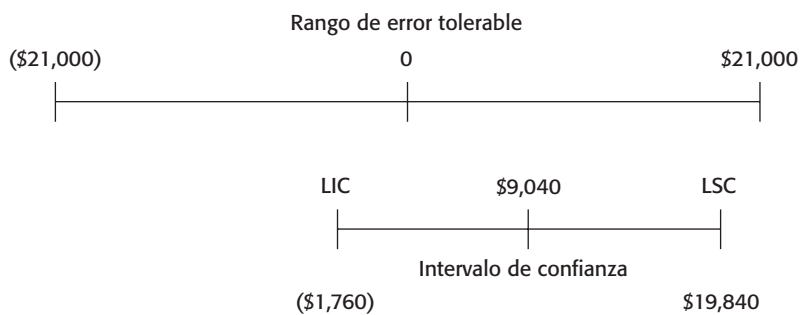 Rango de error tolerable
($21,000) 0 $21,000
LIC $9,040 LSC
Intervalo de confianza
($1,760) $19,840